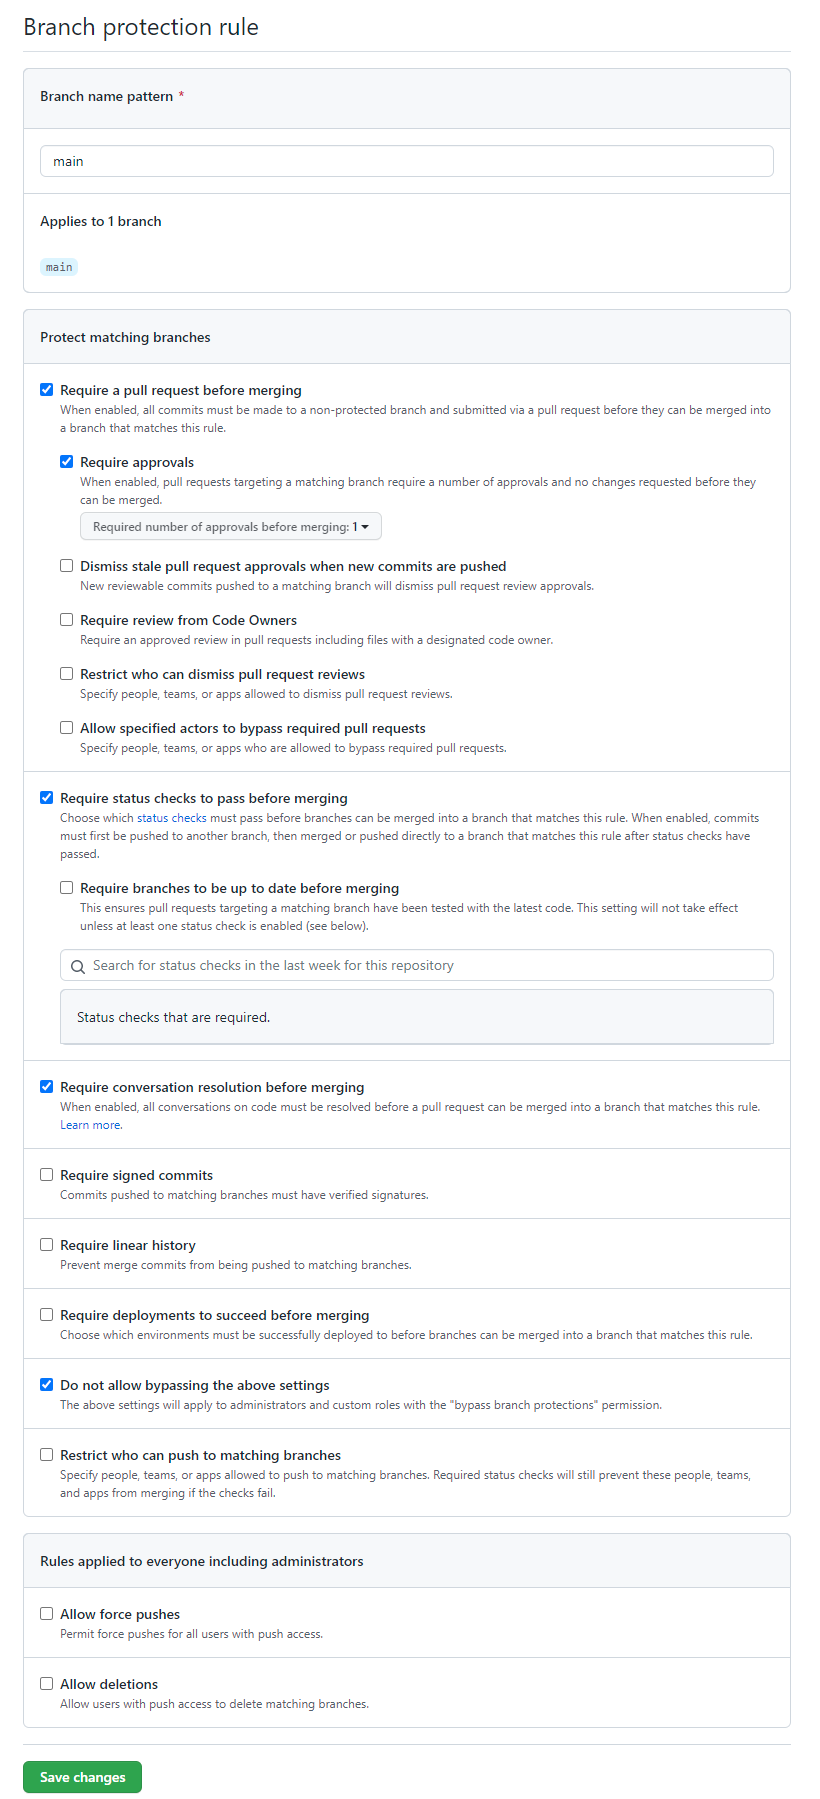 Branch protection rule
Branch name pattern *
main
Applies to 1 branch
main
Protect matching branches
Require a pull request before merging
When enabled, all commits must be made to a non-protected branch and submitted via a pull request before they can be merged into
a branch that matches this rule.
Require approvals
When enabled, pull requests targeting a matching branch require a number of approvals and no changes requested before they
can be merged.
Required number of approvals before merging: 1
Dismiss stale pull request approvals when new commits are pushed
New reviewable commits pushed to a matching branch will dismiss pull request review approvals.
Require review from Code Owners
Require an approved review in pull requests including files with a designated code owner.
Restrict who can dismiss pull request reviews
Specify people, teams, or apps allowed to dismiss pull request reviews.
Allow specified actors to bypass required pull requests
Specify people, teams, or apps who are allowed to bypass required pull requests.
Require status checks to pass before merging
Choose which status checks must pass before branches can be merged into a branch that matches this rule. When enabled, commits
must first be pushed to another branch, then merged or pushed directly to a branch that matches this rule after status checks have
passed.
Require branches to be up to date before merging
This ensures pull requests targeting a matching branch have been tested with the latest code. This setting will not take effect
unless at least one status check is enabled (see below).
Search for status checks in the last week for this repository
Status checks that are required.
Require conversation resolution before merging
When enabled, all conversations on code must be resolved before a pull request can be merged into a branch that matches this rule.
Learn more.
Require signed commits
Commits pushed to matching branches must have verified signatures.
Require linear history
Prevent merge commits from being pushed to matching branches.
Require deployments to succeed before merging
Choose which environments must be successfully deployed to before branches can be merged into a branch that matches this rule.
Do not allow bypassing the above settings
The above settings will apply to administrators and custom roles with the "bypass branch protections" permission.
Restrict who can push to matching branches
Specify people, teams, or apps allowed to push to matching branches. Required status checks will still prevent these people, teams,
and apps from merging if the checks fail.
Rules applied to everyone including administrators
Allow force pushes
Permit force pushes for all users with push access.
Allow deletions
Allow users with push access to delete matching branches.
Save changes